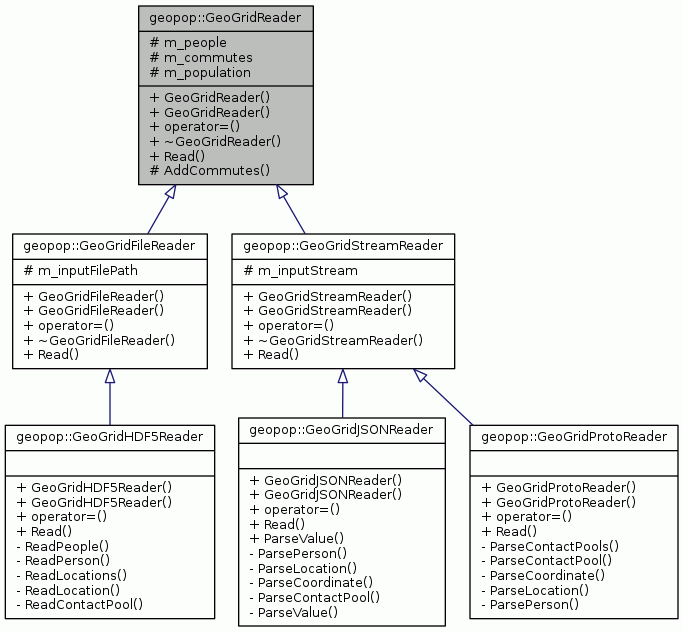 geopop::GeoGridReader
# m_people
# m_commutes
# m_population
+ GeoGridReader()
+ GeoGridReader()
+ operator=()
+ ~GeoGridReader()
+ Read()
# AddCommutes()
geopop::GeoGridFileReader
# m_inputFilePath
+ GeoGridFileReader()
+ GeoGridFileReader()
+ operator=()
+ ~GeoGridFileReader()
+ Read()
geopop::GeoGridStreamReader
# m_inputStream
+ GeoGridStreamReader()
+ GeoGridStreamReader()
+ operator=()
+ ~GeoGridStreamReader()
+ Read()
geopop::GeoGridHDF5Reader
+ GeoGridHDF5Reader()
+ GeoGridHDF5Reader()
+ operator=()
+ Read()
- ReadPeople()
- ReadPerson()
- ReadLocations()
- ReadLocation()
- ReadContactPool()
geopop::GeoGridJSONReader
+ GeoGridJSONReader()
+ GeoGridJSONReader()
+ operator=()
+ Read()
+ ParseValue()
- ParsePerson()
- ParseLocation()
- ParseCoordinate()
- ParseContactPool()
- ParseValue()
geopop::GeoGridProtoReader
+ GeoGridProtoReader()
+ GeoGridProtoReader()
+ operator=()
+ Read()
- ParseContactPools()
- ParseContactPool()
- ParseCoordinate()
- ParseLocation()
- ParsePerson()